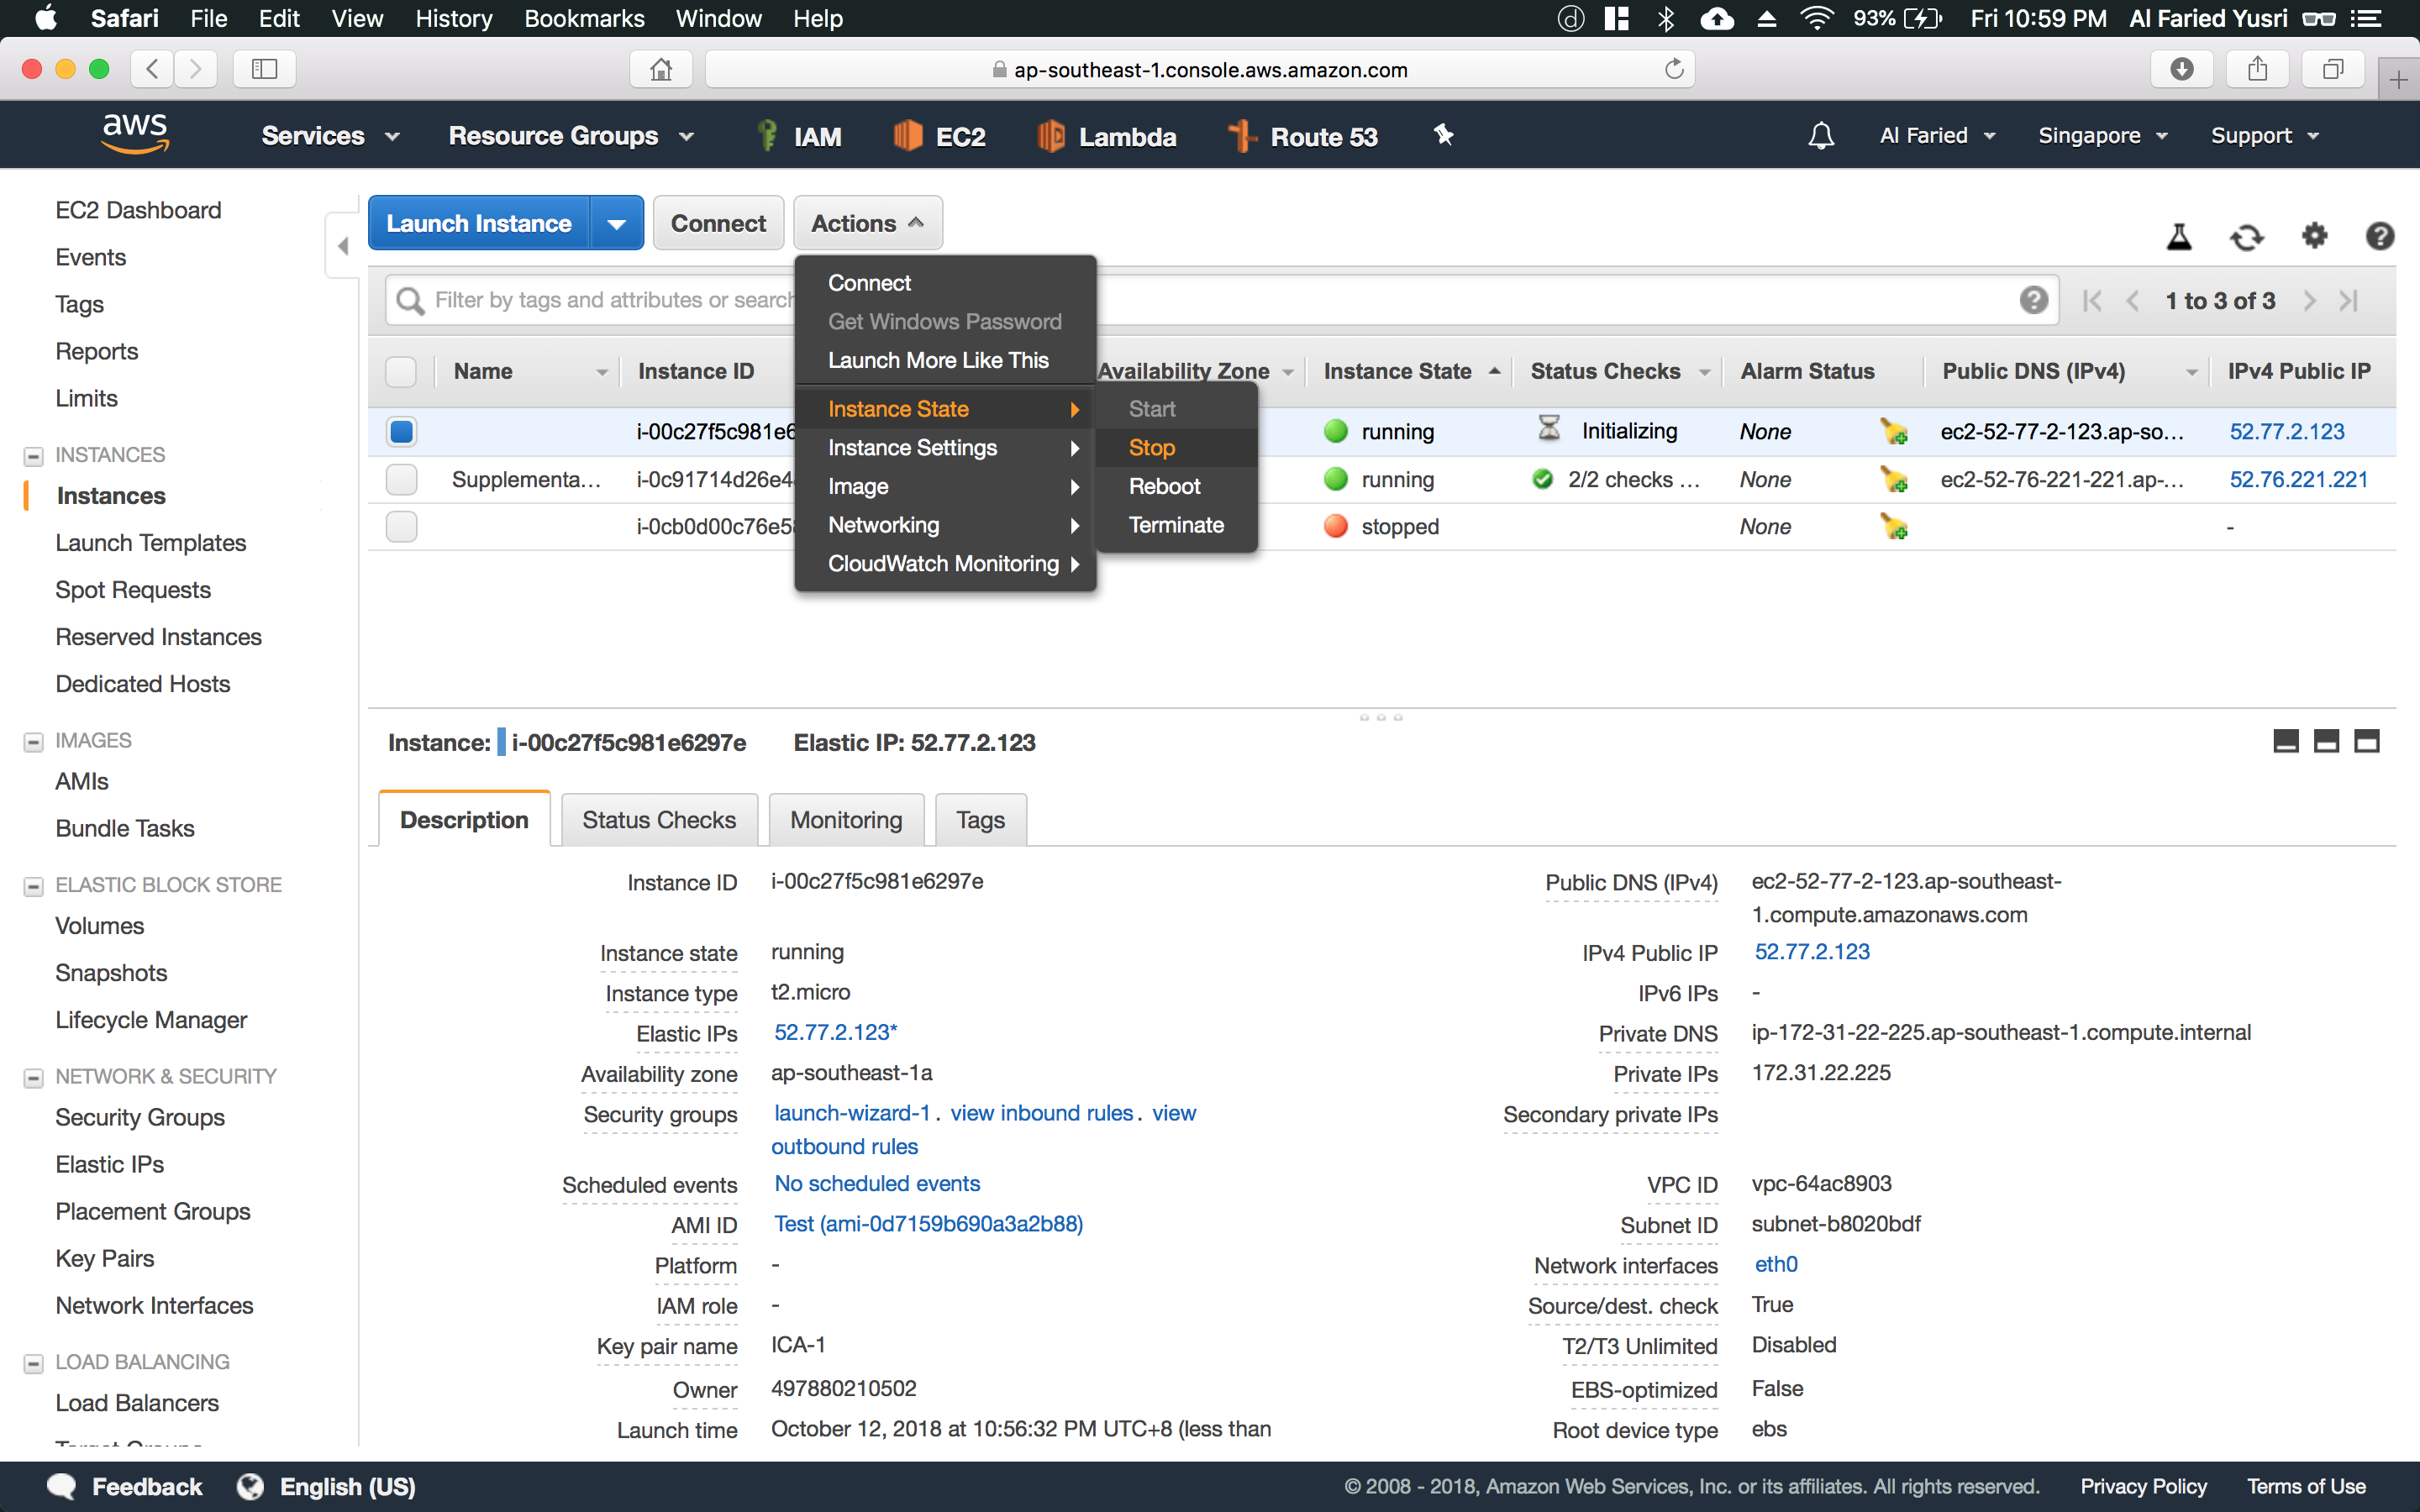 Safari File Edit View History Bookmarks Window Help 93% Fri 10:59 PM Al Faried Yusri
ap-southeast-1.console.aws.amazon.com
aws Services Resource Groups IAM EC2 Lambda Route 53 Al Faried Singapore Support
EC2 Dashboard
Events
Tags
Reports
Limits
INSTANCES
Instances
Launch Templates
Spot Requests
Reserved Instances
Dedicated Hosts
IMAGES
AMIs
Bundle Tasks
ELASTIC BLOCK STORE
Volumes
Snapshots
Lifecycle Manager
NETWORK & SECURITY
Security Groups
Elastic IPs
Placement Groups
Key Pairs
Network Interfaces
LOAD BALANCING
Load Balancers
Launch Instance Connect Actions
Filter by tags and attributes or search
1 to 3 of 3
Connect
Get Windows Password
Launch More Like This
Instance State
Instance Settings
Image
Networking
CloudWatch Monitoring
Start
Stop
Reboot
Terminate
Name Instance ID Availability Zone Instance State Status Checks Alarm Status Public DNS (IPv4) IPv4 Public IP
i-00c27f5c981e6 running Initializing None ec2-52-77-2-123.ap-so... 52.77.2.123
Supplementa... i-0c91714d26e4 running 2/2 checks ... None ec2-52-76-221-221.ap-... 52.76.221.221
i-0cb0d00c76e5 stopped None -
Instance: i-00c27f5c981e6297e Elastic IP: 52.77.2.123
Description Status Checks Monitoring Tags
Instance ID i-00c27f5c981e6297e
Instance state running
Instance type t2.micro
Elastic IPs 52.77.2.123*
Availability zone ap-southeast-1a
Security groups launch-wizard-1. view inbound rules. view
outbound rules
Scheduled events No scheduled events
AMI ID Test (ami-0d7159b690a3a2b88)
Platform -
IAM role -
Key pair name ICA-1
Owner 497880210502
Launch time October 12, 2018 at 10:56:32 PM UTC+8 (less than
Public DNS (IPv4) ec2-52-77-2-123.ap-southeast-
1.compute.amazonaws.com
IPv4 Public IP 52.77.2.123
IPv6 IPs -
Private DNS ip-172-31-22-225.ap-southeast-1.compute.internal
Private IPs 172.31.22.225
Secondary private IPs
VPC ID vpc-64ac8903
Subnet ID subnet-b8020bdf
Network interfaces eth0
Source/dest. check True
T2/T3 Unlimited Disabled
EBS-optimized False
Root device type ebs
Feedback English (US) © 2008 - 2018, Amazon Web Services, Inc. or its affiliates. All rights reserved. Privacy Policy Terms of Use